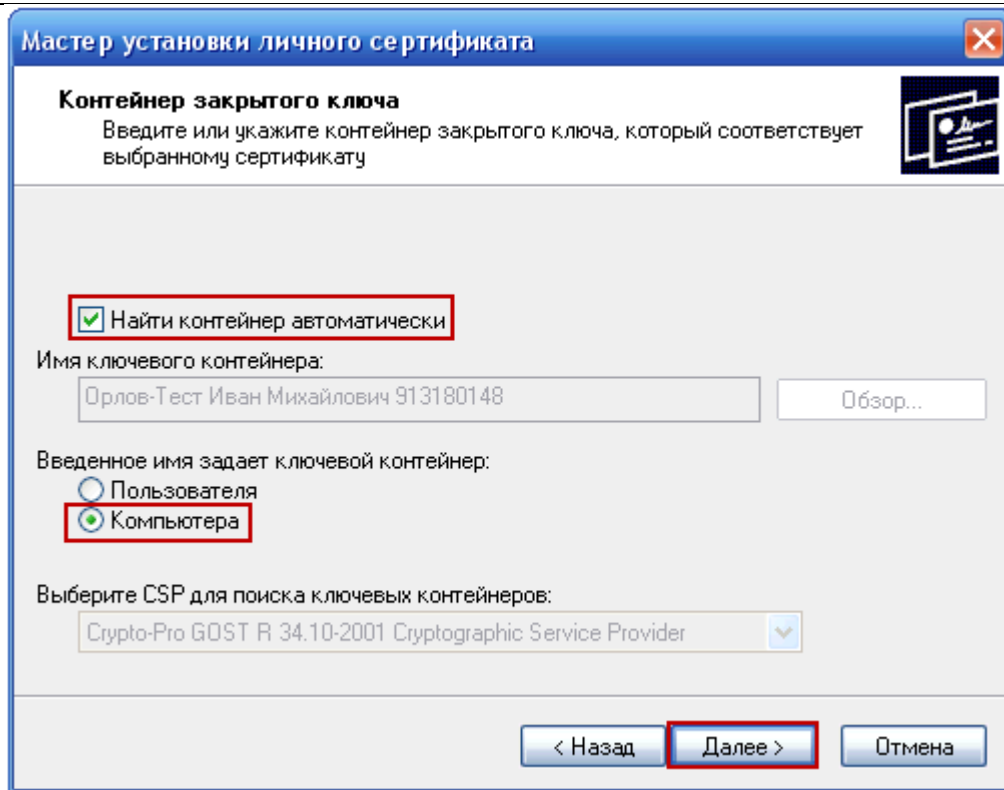 Мастер установки личного сертификата
Контейнер закрытого ключа
Введите или укажите контейнер закрытого ключа, который соответствует
выбранному сертификату
Найти контейнер автоматически
Имя ключевого контейнера:
Орлов-Тест Иван Михайлович 913180148
Обзор...
Введенное имя задает ключевой контейнер:
Пользователя
Компьютера
Выберите CSP для поиска ключевых контейнеров:
Crypto-Pro GOST R 34.10-2001 Cryptographic Service Provider
< Назад
Далее >
Отмена